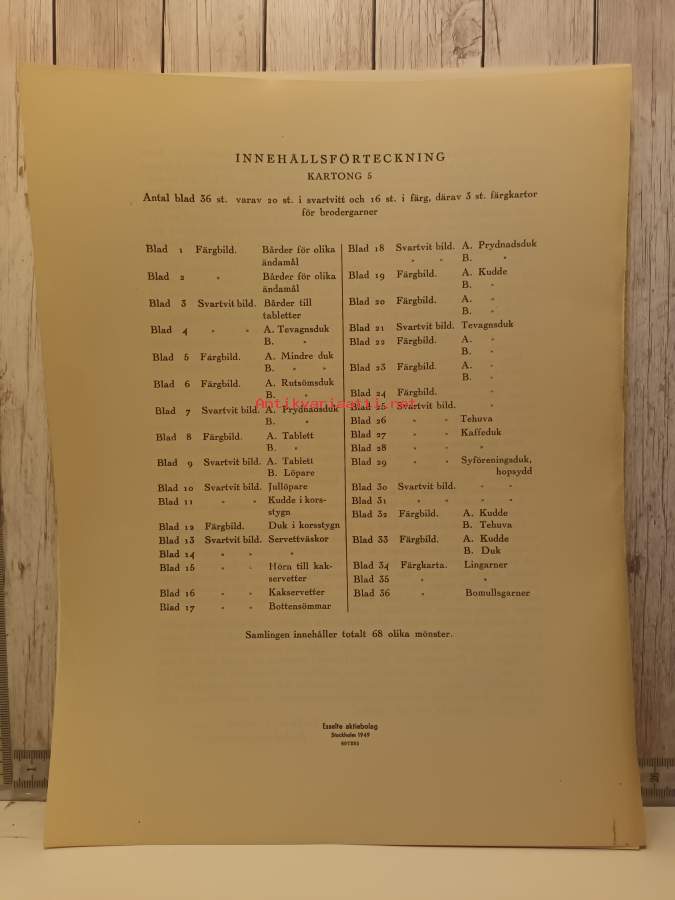 INNEHÅLLSFÖRTECKNING
KARTONG 5
Antal blad 36 st. varav 20 st. i svartvitt och 16 st. i färg, därav 3 st. färgkartor
för brodergarner
Blad 1 Färgbild. Bårder för olika
ändamål
Blad 2 " Bårder för olika
ändamål
Blad 3 Svartvit bild. Bårder till
tabletter
Blad 4 " " A. Tevagnsduk
B. "
Blad 5 Färgbild. A. Mindre duk
B. " "
Blad 6 Färgbild. A. Rutsömsduk
B. "
Blad 7 Svartvit bild. A. Prydnadsduk
B. "
Blad 8 Färgbild. A. Tablett
B. "
Blad 9 Svartvit bild. A. Tablett
B. Löpare
Blad 10 Svartvit bild. Jullöpare
Blad 11 " " Kudde i kors-
stygn
Blad 12 Färgbild. Duk i korsstygn
Blad 13 Svartvit bild. Servettväskor
Blad 14 " " "
Blad 15 " " Hörn till kak-
servetter
Blad 16 " " Kakservetter
Blad 17 " " Bottensömmar
Blad 18 Svartvit bild. A. Prydnadsduk
" " B. "
Blad 19 Färgbild. A. Kudde
B. "
Blad 20 Färgbild. A. "
B. "
Blad 21 Svartvit bild. Tevagnsduk
Blad 22 Färgbild. A. "
B. "
Blad 23 Färgbild. A. "
B. "
Blad 24 Färgbild. "
Blad 25 Svartvit bild. "
Blad 26 " " Tehuva
Blad 27 " " Kaffeduk
Blad 28 " " "
Blad 29 " " Syföreningsduk,
hopsydd
Blad 30 Svartvit bild. " "
Blad 31 " " " "
Blad 32 Färgbild. A. Kudde
B. Tehuva
Blad 33 Färgbild. A. Kudde
B. Duk
Blad 34 Färgkarta. Lingarner
Blad 35 " "
Blad 36 " Bomullsgarner
Samlingen innehåller totalt 68 olika mönster.
Esselte aktiebolag
Stockholm 1949
Antikvariaatti.net